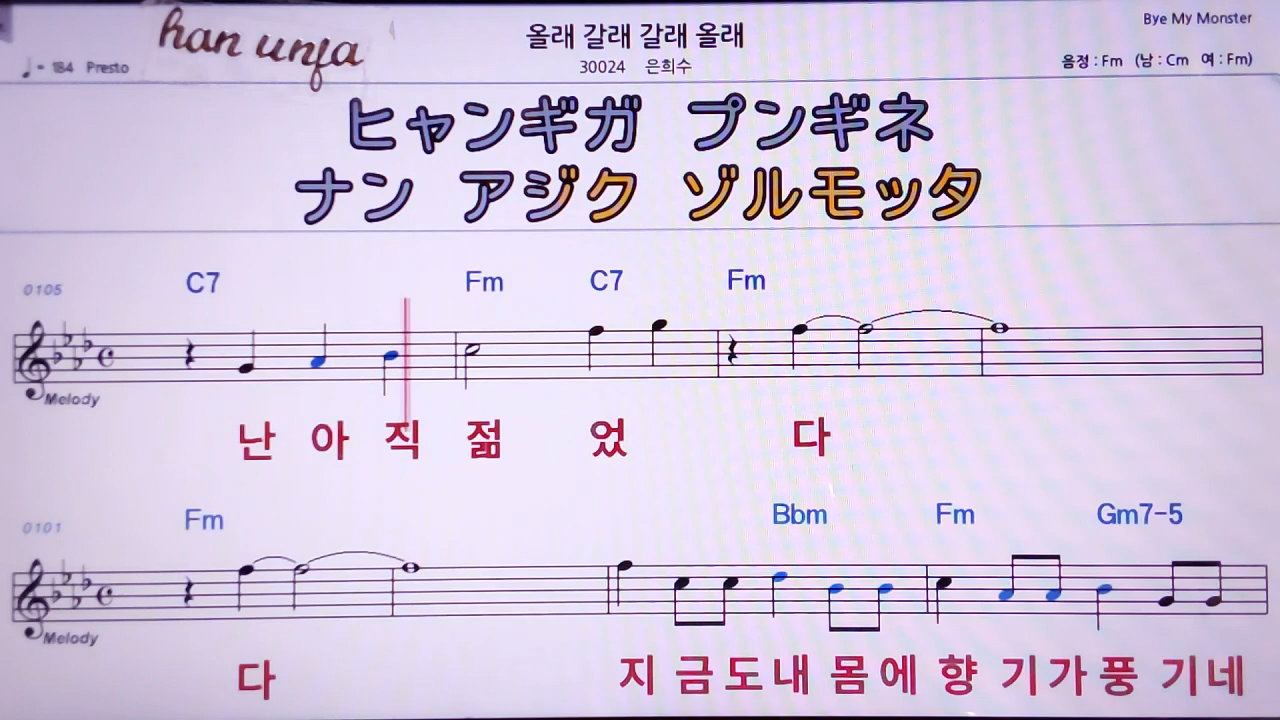 han unja
올래 갈래 갈래 올래
Bye My Monster
♩= 184 Presto
30024 은희수
음정 : Fm (남 : Cm 여 : Fm)
ヒャンギガ プンギネ
ナン アジク ゾルモッタ
0105
C7 Fm C7 Fm
Melody
난 아 직 젊 었 다
0101
Fm Bbm Fm Gm7-5
Melody
다 지 금 도 내 몸 에 향 기 가 풍 기 네